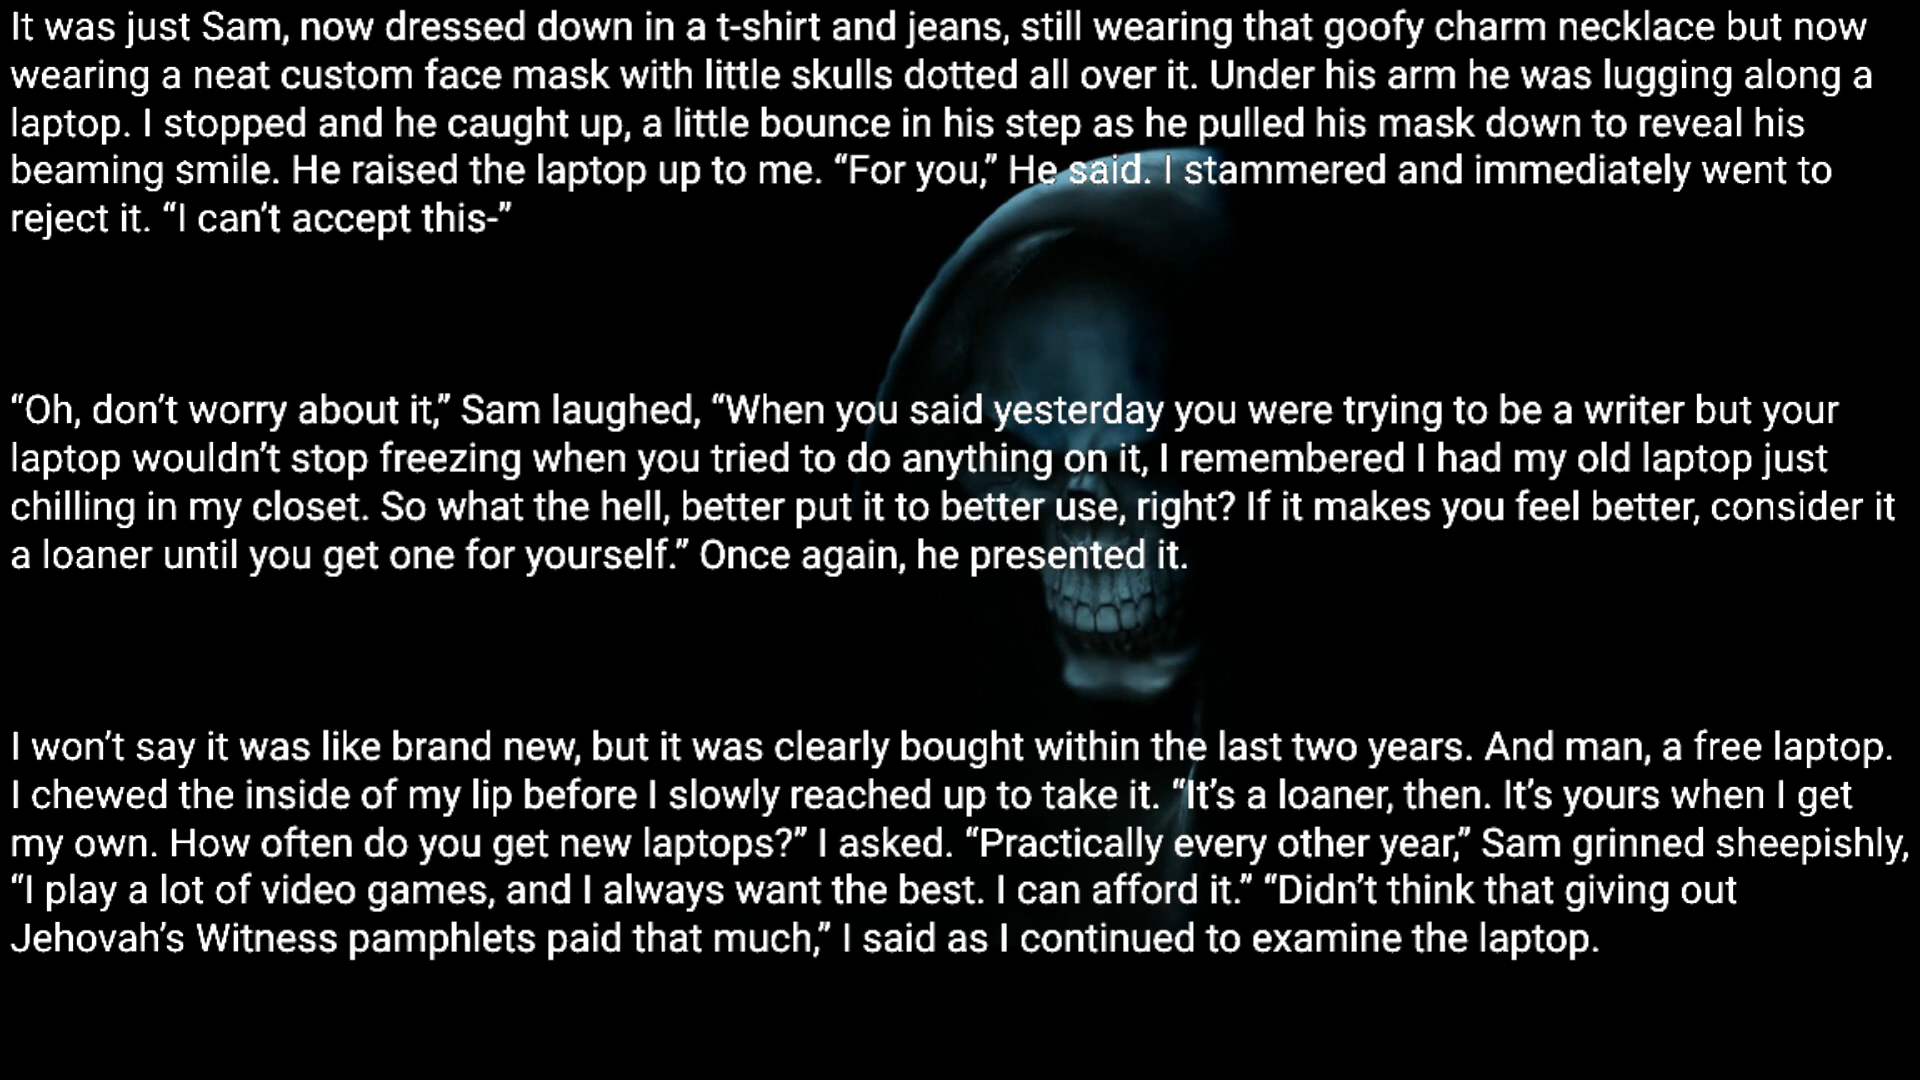 It was just Sam, now dressed down in a t-shirt and jeans, still wearing that goofy charm necklace but now
wearing a neat custom face mask with little skulls dotted all over it. Under his arm he was lugging along a
laptop. I stopped and he caught up, a little bounce in his step as he pulled his mask down to reveal his
beaming smile. He raised the laptop up to me. “For you,” He said. I stammered and immediately went to
reject it. “I can’t accept this-”
“Oh, don’t worry about it,” Sam laughed, “When you said yesterday you were trying to be a writer but your
laptop wouldn’t stop freezing when you tried to do anything on it, I remembered I had my old laptop just
chilling in my closet. So what the hell, better put it to better use, right? If it makes you feel better, consider it
a loaner until you get one for yourself.” Once again, he presented it.
I won’t say it was like brand new, but it was clearly bought within the last two years. And man, a free laptop.
I chewed the inside of my lip before I slowly reached up to take it. “It’s a loaner, then. It’s yours when I get
my own. How often do you get new laptops?” I asked. “Practically every other year,” Sam grinned sheepishly,
“I play a lot of video games, and I always want the best. I can afford it.” “Didn’t think that giving out
Jehovah’s Witness pamphlets paid that much,” I said as I continued to examine the laptop.